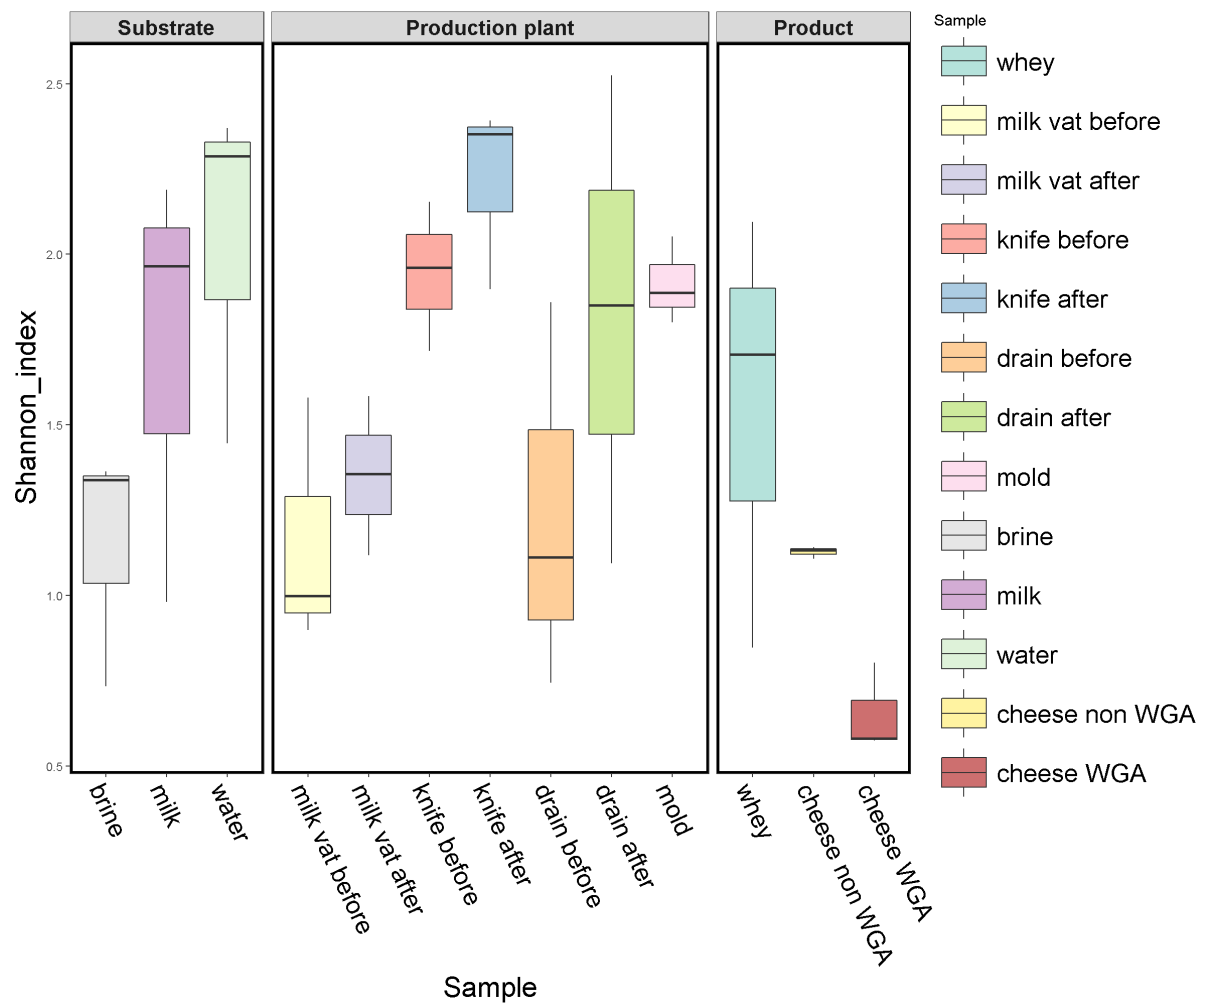 Substrate
Production plant
Product
Shannon_index
2.5
2.0
1.5
1.0
0.5
brine
milk
water
milk vat before
milk vat after
knife before
knife after
drain before
drain after
mold
whey
cheese non WGA
cheese WGA
Sample
Sample
whey
milk vat before
milk vat after
knife before
knife after
drain before
drain after
mold
brine
milk
water
cheese non WGA
cheese WGA